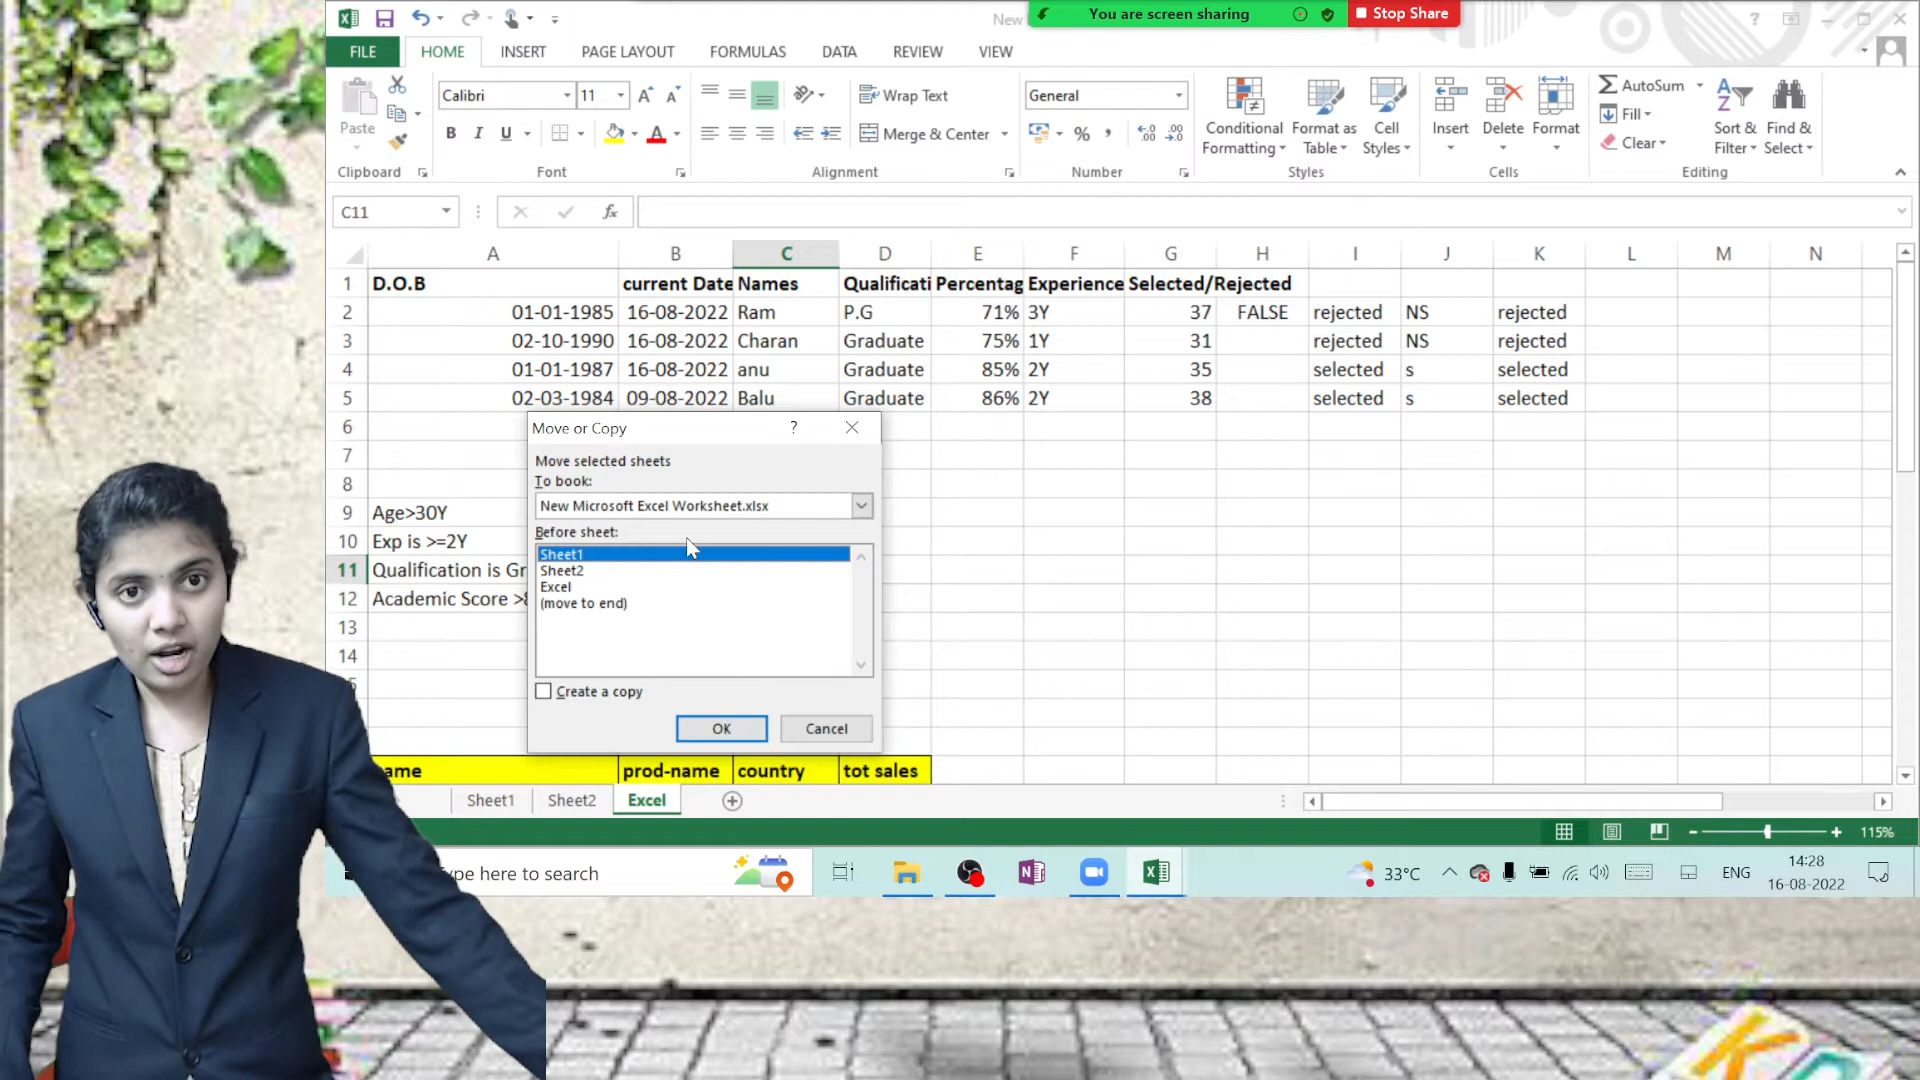 New
You are screen sharing
Stop Share
FILE HOME INSERT PAGE LAYOUT FORMULAS DATA REVIEW VIEW
Paste
Clipboard
Calibri 11
B I U
Font
Wrap Text
Merge & Center
Alignment
General
%
Number
Conditional Formatting
Format as Table
Cell Styles
Styles
Insert Delete Format
Cells
AutoSum
Fill
Clear
Sort & Filter
Find & Select
Editing
C11 fx
A B C D E F G H I J K L M N
1 D.O.B current Date Names Qualificati Percentag Experience Selected/Rejected
2 01-01-1985 16-08-2022 Ram P.G 71% 3Y 37 FALSE rejected NS rejected
3 02-10-1990 16-08-2022 Charan Graduate 75% 1Y 31 rejected NS rejected
4 01-01-1987 16-08-2022 anu Graduate 85% 2Y 35 selected s selected
5 02-03-1984 09-08-2022 Balu Graduate 86% 2Y 38 selected s selected
6
7
8
9 Age>30Y
10 Exp is >=2Y
11 Qualification is Gr
12 Academic Score >8
13
14
Move or Copy ?
Move selected sheets
To book:
New Microsoft Excel Worksheet.xlsx
Before sheet:
Sheet1
Sheet2
Excel
(move to end)
Create a copy
OK Cancel
ame prod-name country tot sales
Sheet1 Sheet2 Excel
115%
ype here to search
33°C
ENG
14:28
16-08-2022